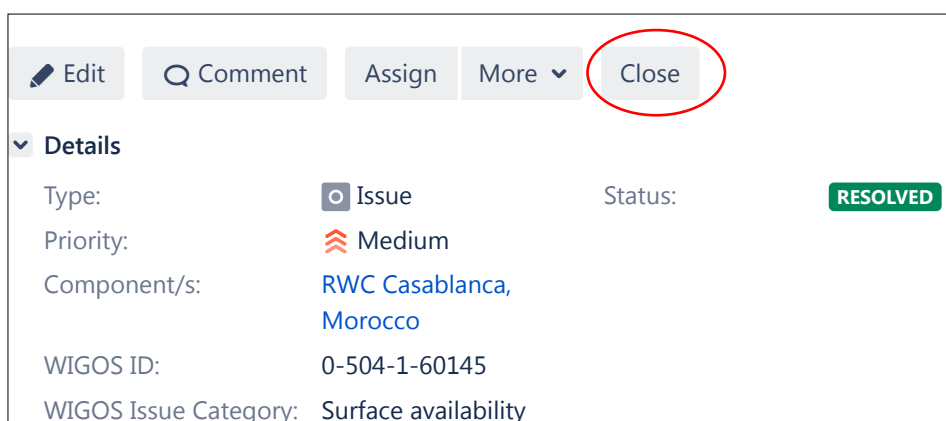 Edit Comment Assign More Close
Details
Type: Issue Status: RESOLVED
Priority: Medium
Component/s: RWC Casablanca,
Morocco
WIGOS ID: 0-504-1-60145
WIGOS Issue Category: Surface availability